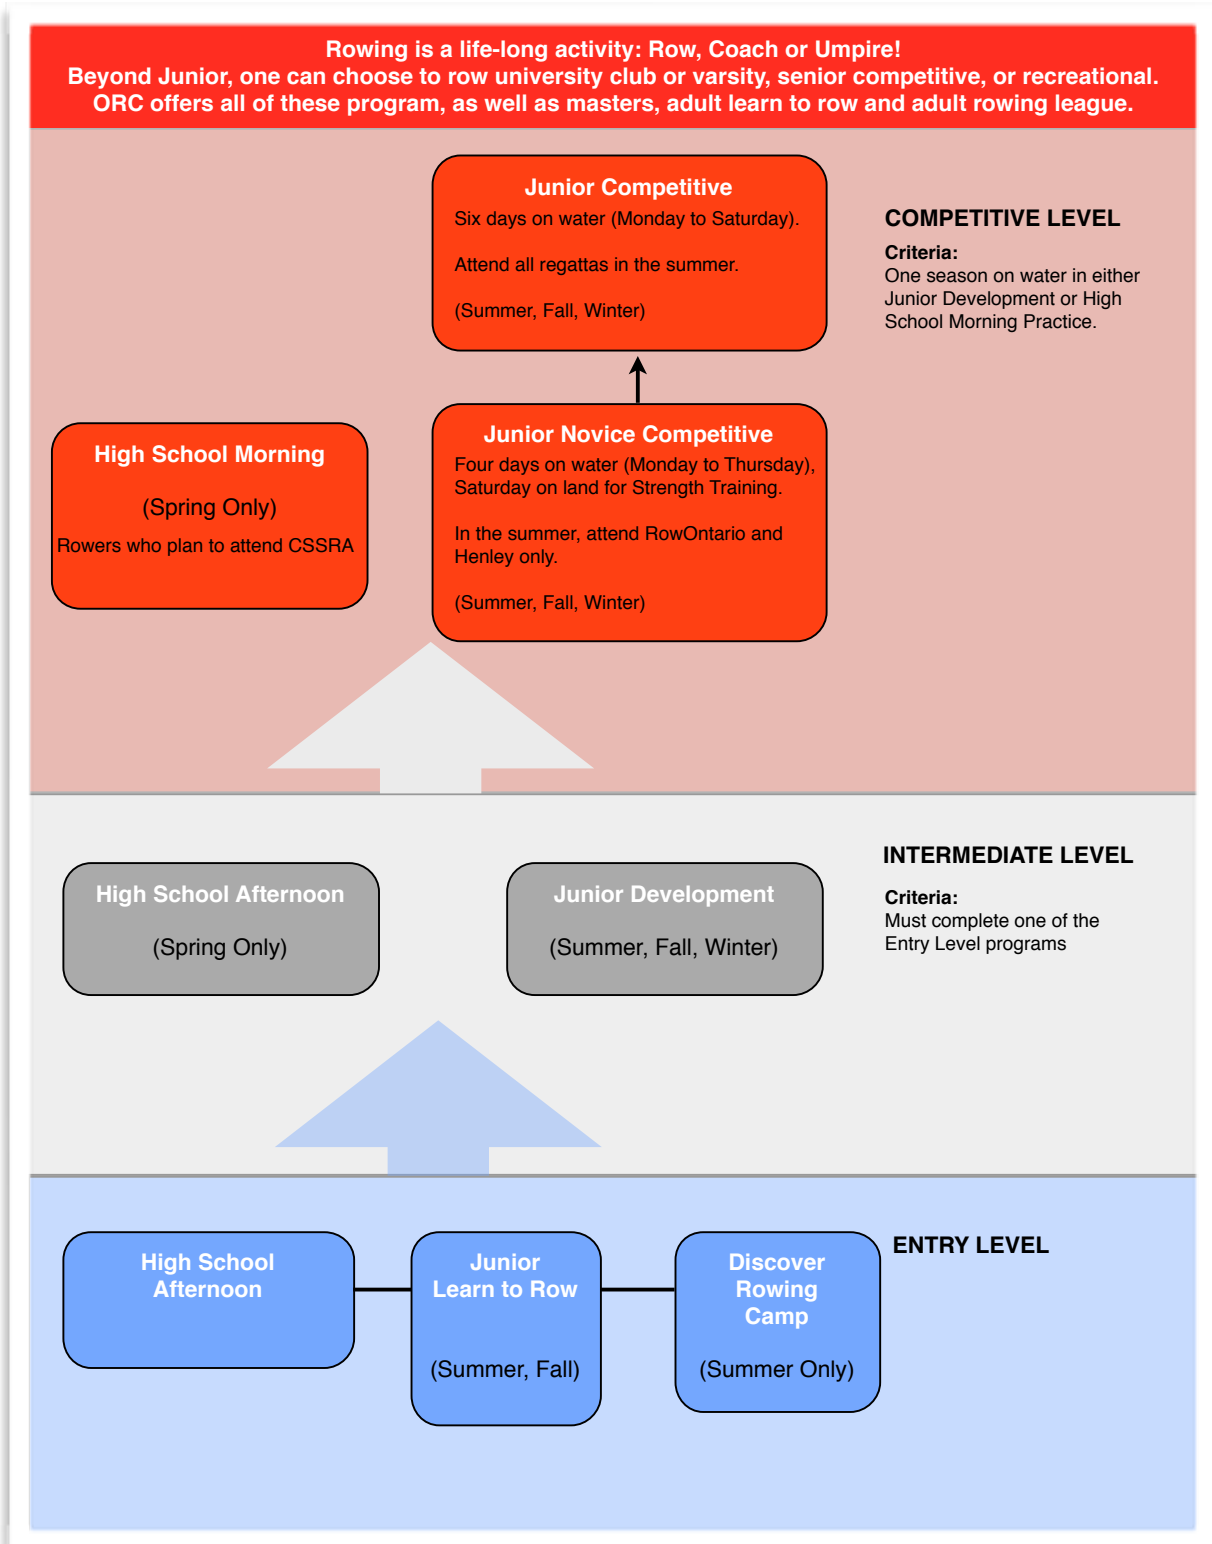 Rowing is a life-long activity: Row, Coach or Umpire!
Beyond Junior, one can choose to row university club or varsity, senior competitive, or recreational.
ORC offers all of these program, as well as masters, adult learn to row and adult rowing league.
Junior Competitive
Six days on water (Monday to Saturday).
Attend all regattas in the summer.
(Summer, Fall, Winter)
COMPETITIVE LEVEL
Criteria:
One season on water in either
Junior Development or High
School Morning Practice.
High School Morning
(Spring Only)
Rowers who plan to attend CSSRA
Junior Novice Competitive
Four days on water (Monday to Thursday),
Saturday on land for Strength Training.
In the summer, attend RowOntario and
Henley only.
(Summer, Fall, Winter)
High School Afternoon
(Spring Only)
Junior Development
(Summer, Fall, Winter)
INTERMEDIATE LEVEL
Criteria:
Must complete one of the
Entry Level programs
High School
Afternoon
Junior
Learn to Row
(Summer, Fall)
Discover
Rowing
Camp
(Summer Only)
ENTRY LEVEL